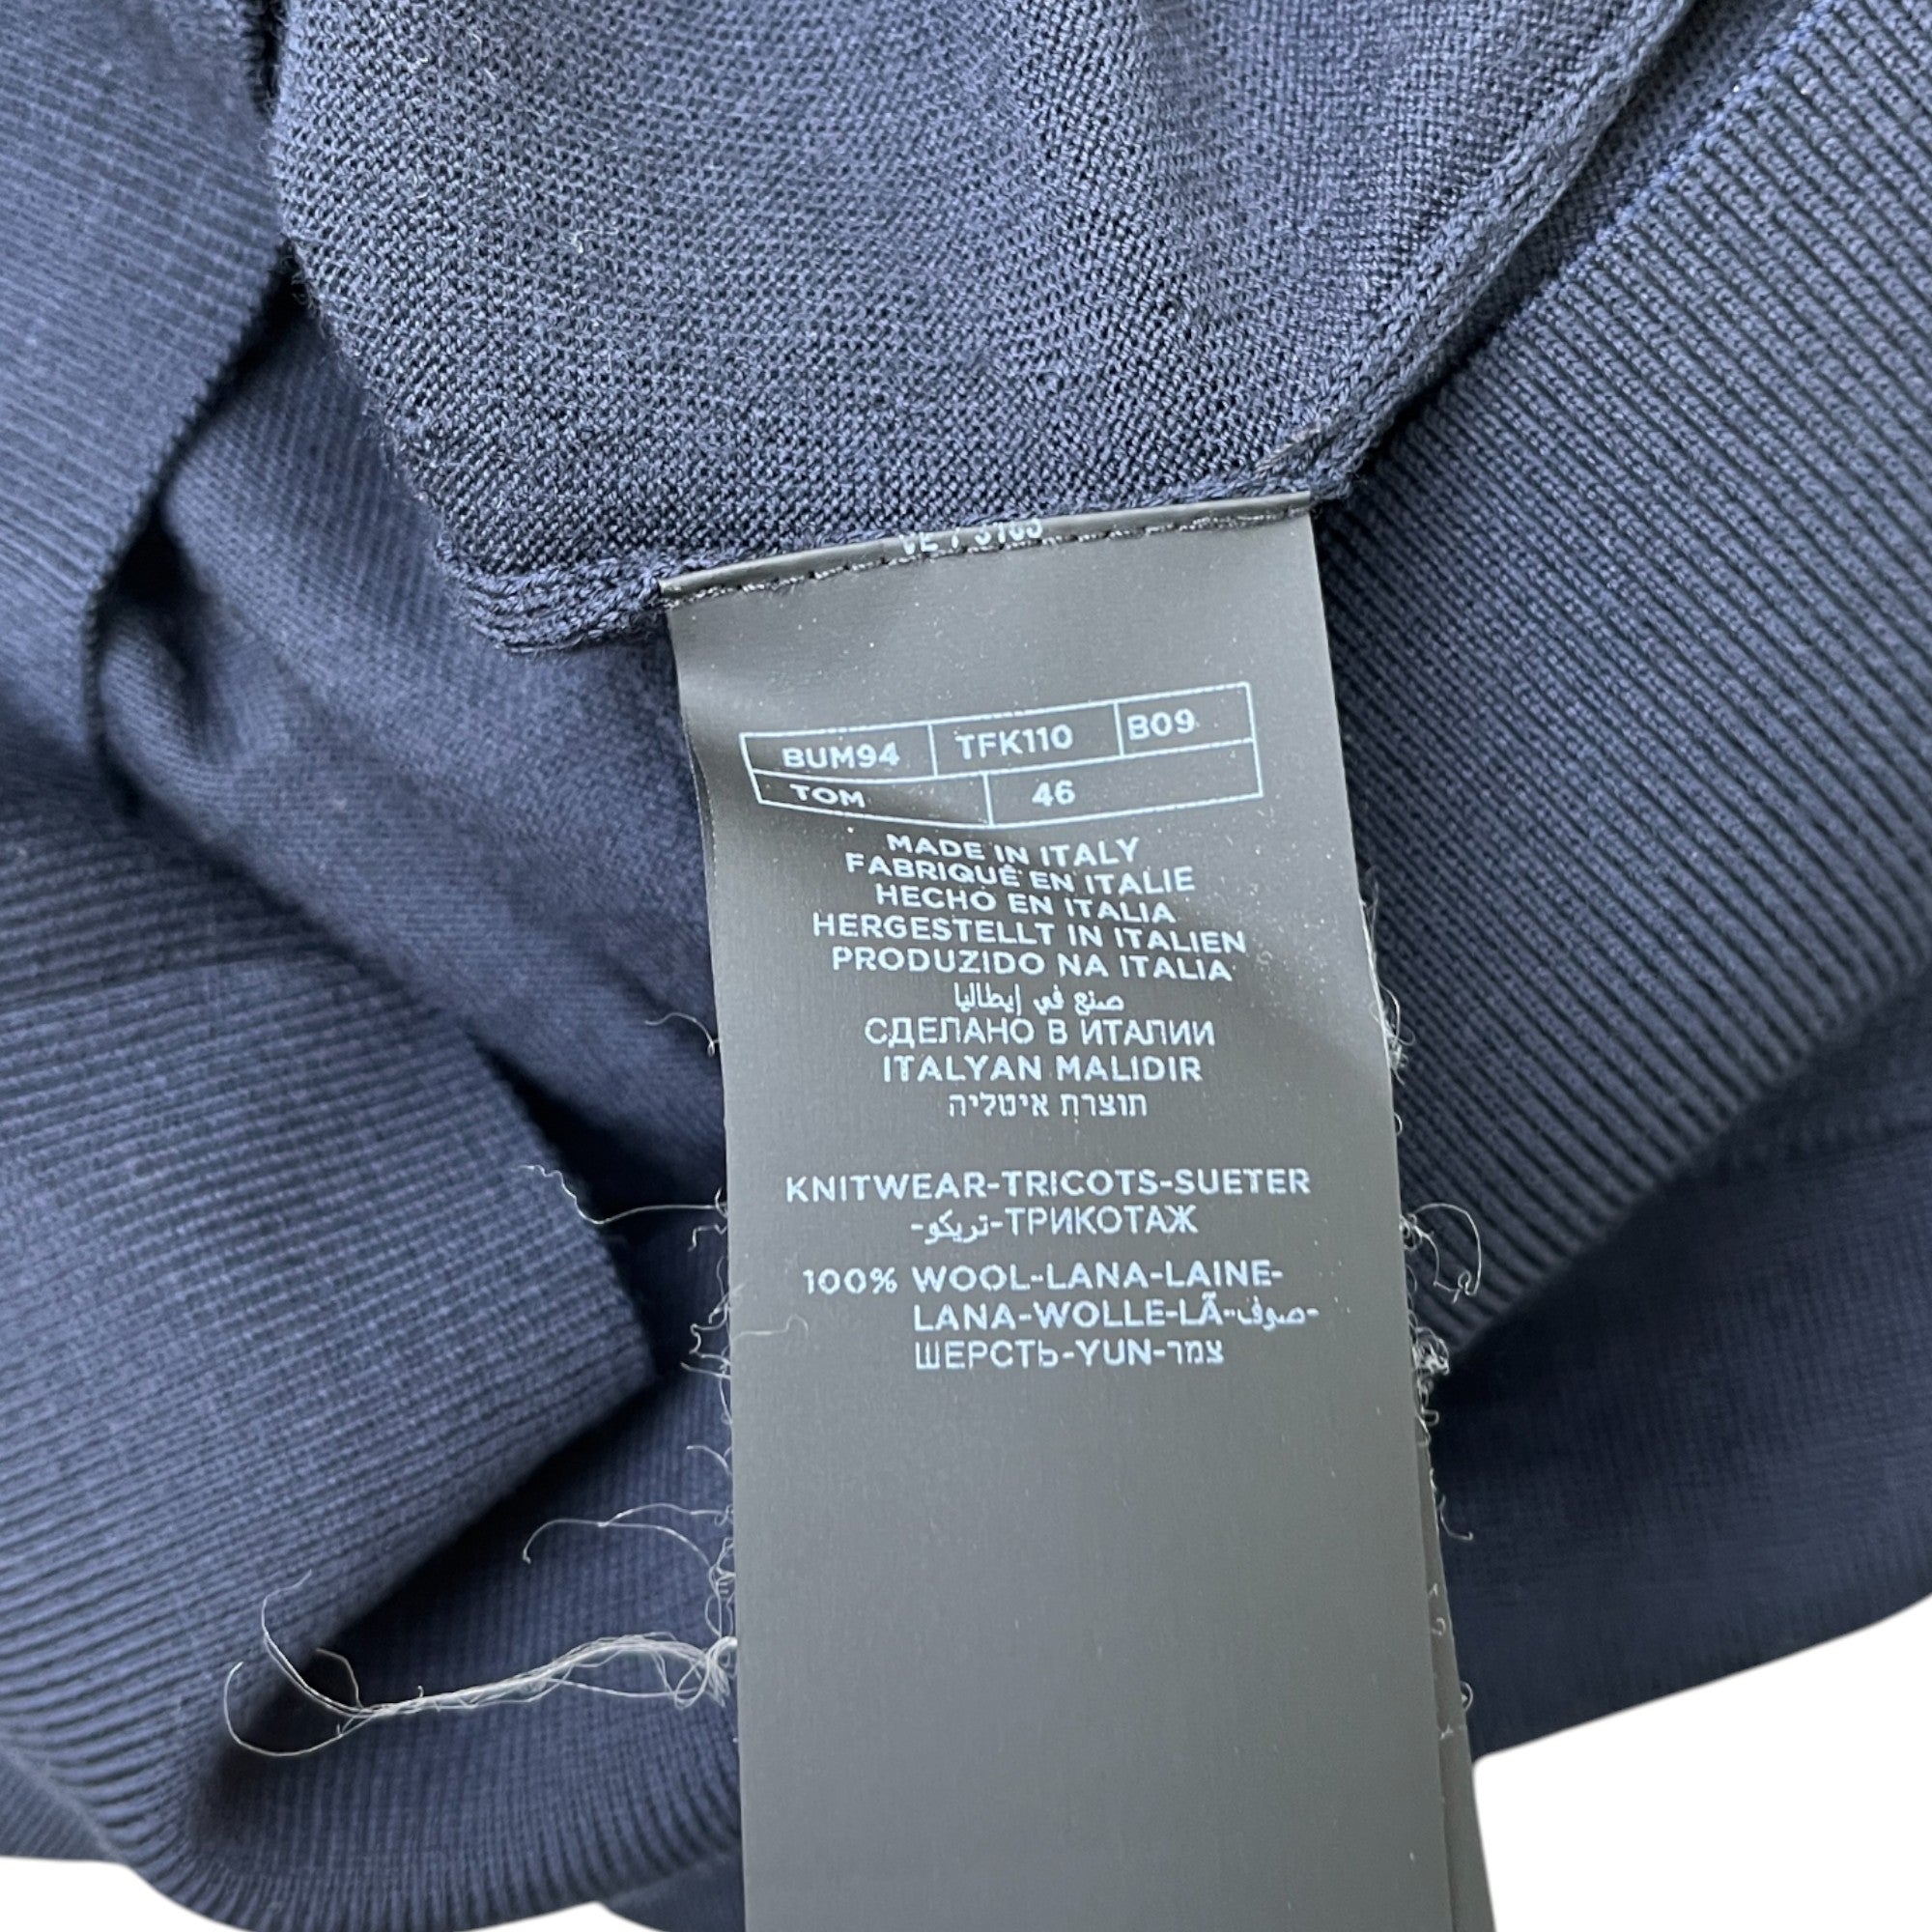 BUM94 TFK110 B09
TOM 46
MADE IN ITALY
FABRIQUÉ EN ITALIE
HECHO EN ITALIA
HERGESTELLT IN ITALIEN
PRODUZIDO NA ITALIA
صنع في إيطاليا
СДЕЛАНО В ИТАЛИИ
ITALYAN MALIDIR
תוצרת איטליה
KNITWEAR-TRICOTS-SUETER
-تريكو-ТРИКОТАЖ
100% WOOL-LANA-LAINE-
LANA-WOLLE-LÃ-صوف-
ШЕРСТЬ-YUN-צמר